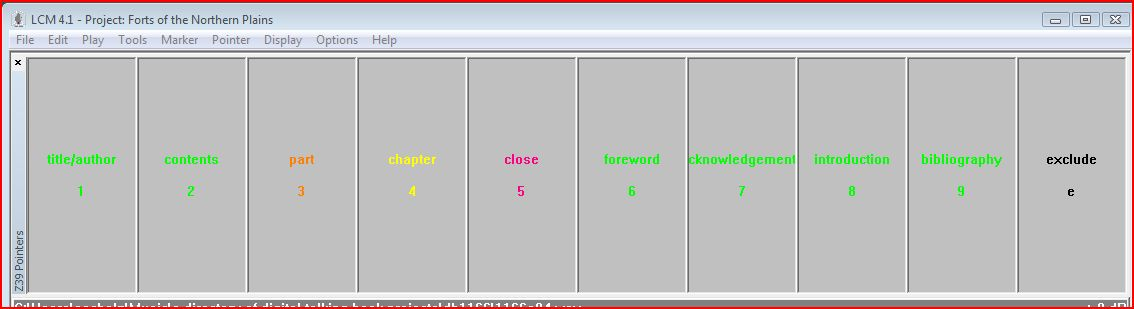 LCM 4.1 - Project: Forts of the Northern Plains
File Edit Play Tools Marker Pointer Display Options Help
title/author contents part chapter close foreword cknowledgement introduction bibliography exclude
1 2 3 4 5 6 7 8 9 e
Z39 Pointers